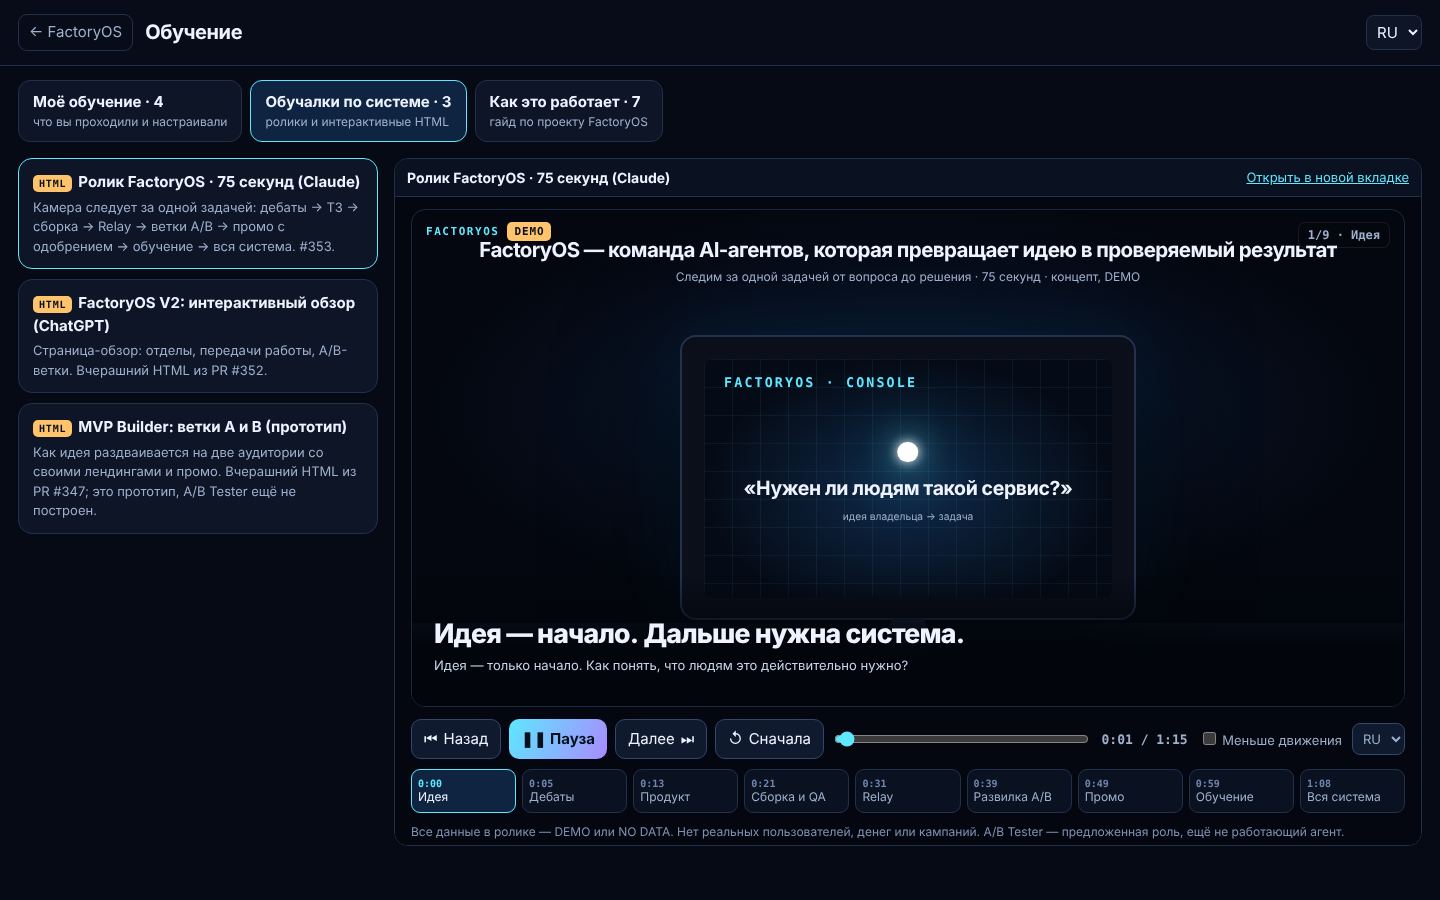 ← FactoryOS
Обучение
RU
Моё обучение · 4
что вы проходили и настраивали
Обучалки по системе · 3
ролики и интерактивные HTML
Как это работает · 7
гайд по проекту FactoryOS
HTML Ролик FactoryOS · 75 секунд (Claude)
Камера следует за одной задачей: дебаты → ТЗ →
сборка → Relay → ветки A/B → промо с
одобрением → обучение → вся система. #353.
HTML FactoryOS V2: интерактивный обзор
(ChatGPT)
Страница-обзор: отделы, передачи работы, A/B-
ветки. Вчерашний HTML из PR #352.
HTML MVP Builder: ветки A и B (прототип)
Как идея раздваивается на две аудитории со
своими лендингами и промо. Вчерашний HTML из
PR #347; это прототип, A/B Tester ещё не
построен.
Ролик FactoryOS · 75 секунд (Claude)
Открыть в новой вкладке
FACTORYOS DEMO
1/9 · Идея
FactoryOS — команда AI-агентов, которая превращает идею в проверяемый результат
Следим за одной задачей от вопроса до решения · 75 секунд · концепт, DEMO
FACTORYOS · CONSOLE
«Нужен ли людям такой сервис?»
идея владельца → задача
Идея — начало. Дальше нужна система.
Идея — только начало. Как понять, что людям это действительно нужно?
⏮ Назад
❚❚ Пауза
Далее ⏭
↺ Сначала
0:01 / 1:15
Меньше движения
RU
0:00
Идея
0:05
Дебаты
0:13
Продукт
0:21
Сборка и QA
0:31
Relay
0:39
Развилка A/B
0:49
Промо
0:59
Обучение
1:08
Вся система
Все данные в ролике — DEMO или NO DATA. Нет реальных пользователей, денег или кампаний. A/B Tester — предложенная роль, ещё не работающий агент.